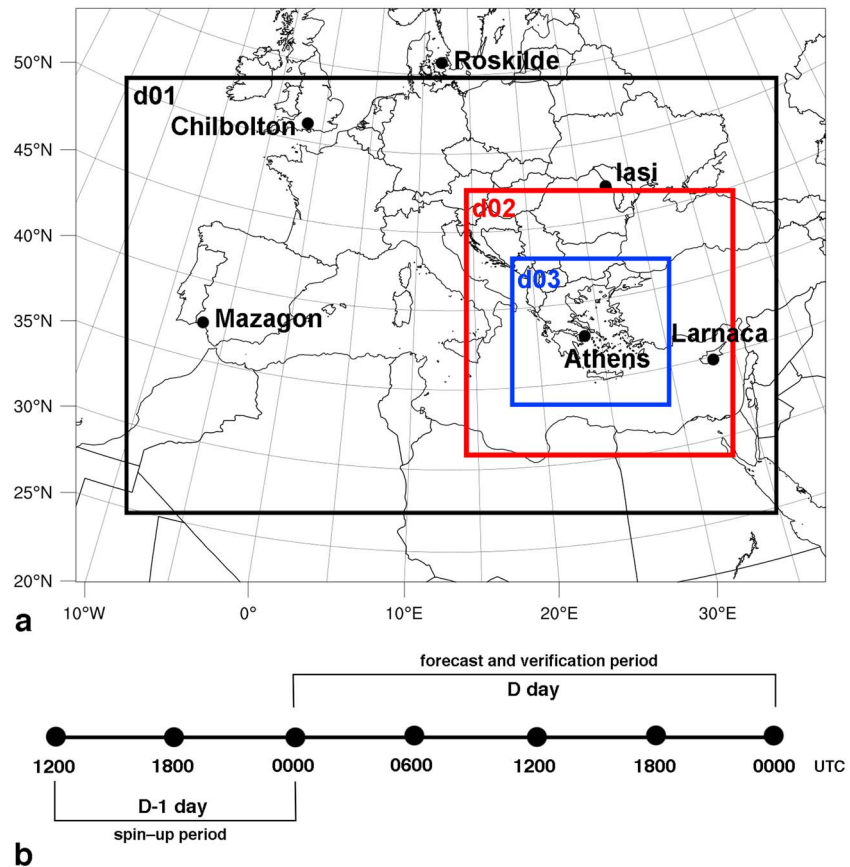 50°N
Roskilde
d01
Chilbolton
45°N
Iasi
d02
40°N
d03
35°N
Mazagon
Larnaca
Athens
30°N
25°N
20°N
10°W 0° 10°E 20°E 30°E
a
forecast and verification period
D day
1200 1800 0000 0600 1200 1800 0000 UTC
D-1 day
spin–up period
b